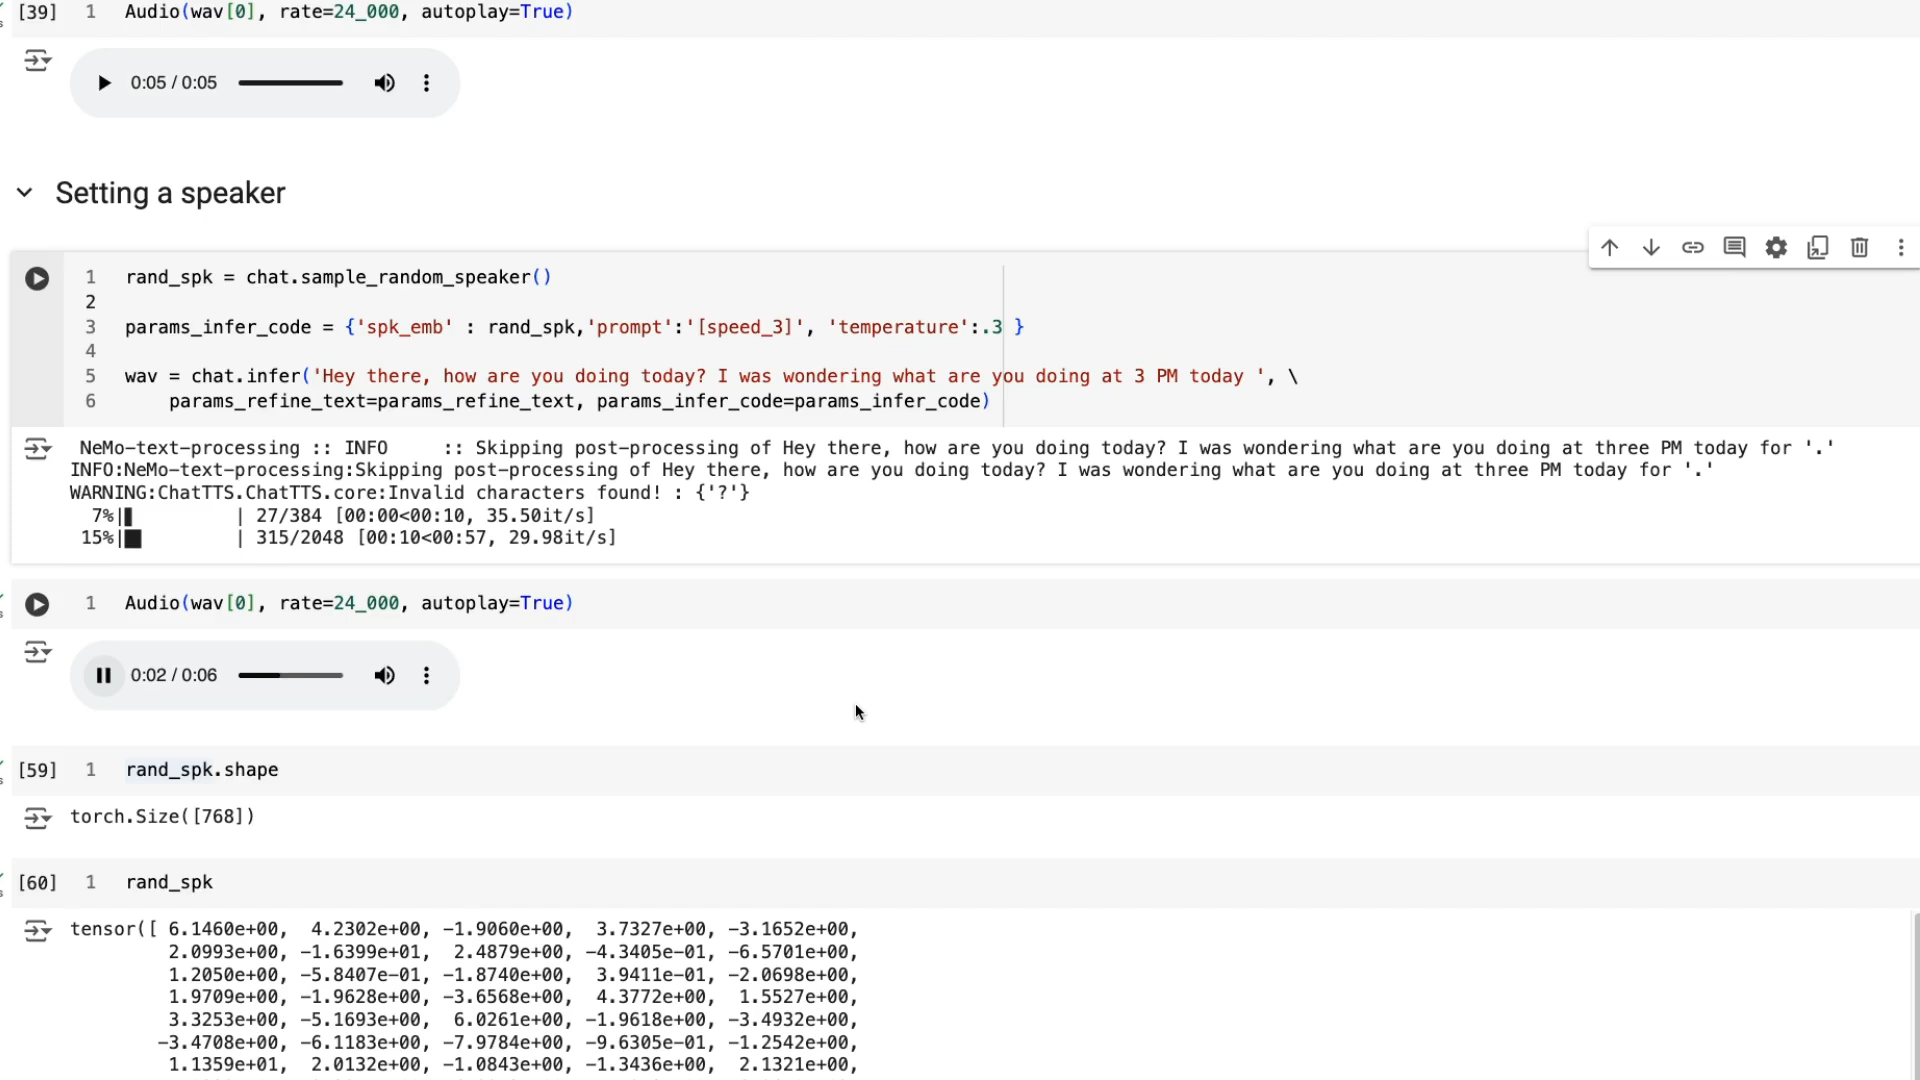 [39] 1 Audio(wav[0], rate=24_000, autoplay=True)
0:05 / 0:05
Setting a speaker
1 rand_spk = chat.sample_random_speaker()
2
3 params_infer_code = {'spk_emb' : rand_spk,'prompt':'[speed_3]', 'temperature':.3 }
4
5 wav = chat.infer('Hey there, how are you doing today? I was wondering what are you doing at 3 PM today ', \
6 params_refine_text=params_refine_text, params_infer_code=params_infer_code)
NeMo-text-processing :: INFO     :: Skipping post-processing of Hey there, how are you doing today? I was wondering what are you doing at three PM today for '.'
INFO:NeMo-text-processing:Skipping post-processing of Hey there, how are you doing today? I was wondering what are you doing at three PM today for '.'
WARNING:ChatTTS.ChatTTS.core:Invalid characters found! : {'?'}
7%| | 27/384 [00:00<00:10, 35.50it/s]
15%| | 315/2048 [00:10<00:57, 29.98it/s]
1 Audio(wav[0], rate=24_000, autoplay=True)
0:02 / 0:06
[59] 1 rand_spk.shape
torch.Size([768])
[60] 1 rand_spk
tensor([ 6.1460e+00,  4.2302e+00, -1.9060e+00,  3.7327e+00, -3.1652e+00,
2.0993e+00, -1.6399e+01,  2.4879e+00, -4.3405e-01, -6.5701e+00,
1.2050e+00, -5.8407e-01, -1.8740e+00,  3.9411e-01, -2.0698e+00,
1.9709e+00, -1.9628e+00, -3.6568e+00,  4.3772e+00,  1.5527e+00,
3.3253e+00, -5.1693e+00,  6.0261e+00, -1.9618e+00, -3.4932e+00,
-3.4708e+00, -6.1183e+00, -7.9784e+00, -9.6305e-01, -1.2542e+00,
1.1359e+01,  2.0132e+00, -1.0843e+00, -1.3436e+00,  2.1321e+00,